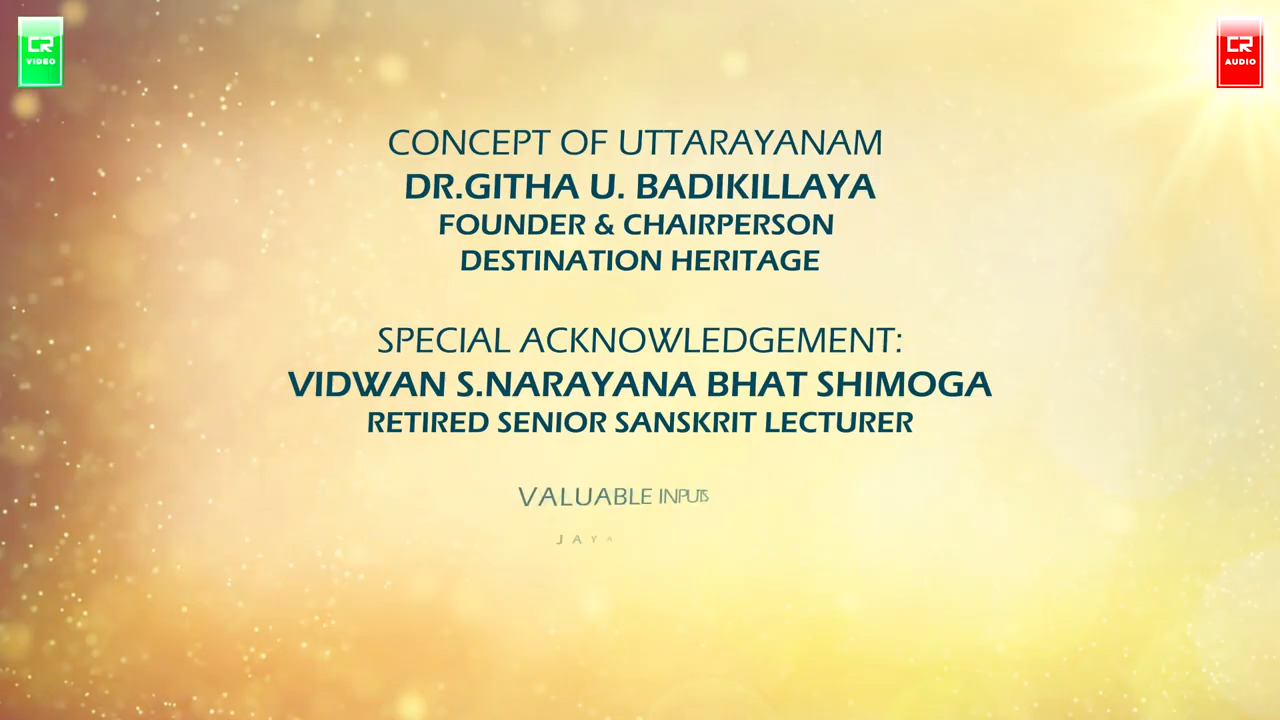 CR
VIDEO
CR
AUDIO
CONCEPT OF UTTARAYANAM
DR.GITHA U. BADIKILLAYA
FOUNDER & CHAIRPERSON
DESTINATION HERITAGE
SPECIAL ACKNOWLEDGEMENT:
VIDWAN S.NARAYANA BHAT SHIMOGA
RETIRED SENIOR SANSKRIT LECTURER
VALUABLE INPUTS
JAYA